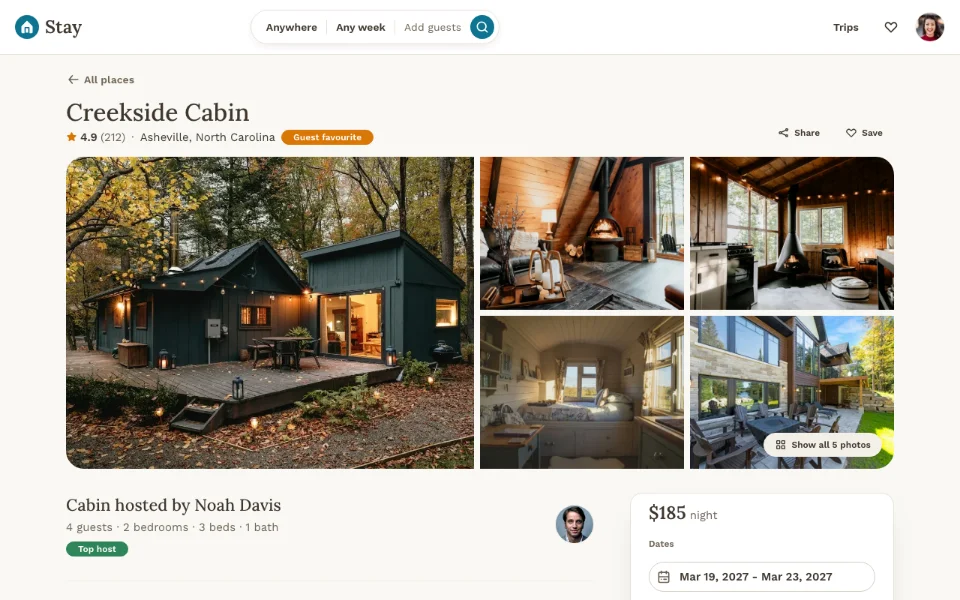 Stay
Anywhere Any week Add guests
Trips
All places
Creekside Cabin
4.9 (212) · Asheville, North Carolina Guest favourite
Share Save
Show all 5 photos
Cabin hosted by Noah Davis
4 guests · 2 bedrooms · 3 beds · 1 bath
Top host
$185 night
Dates
Mar 19, 2027 - Mar 23, 2027